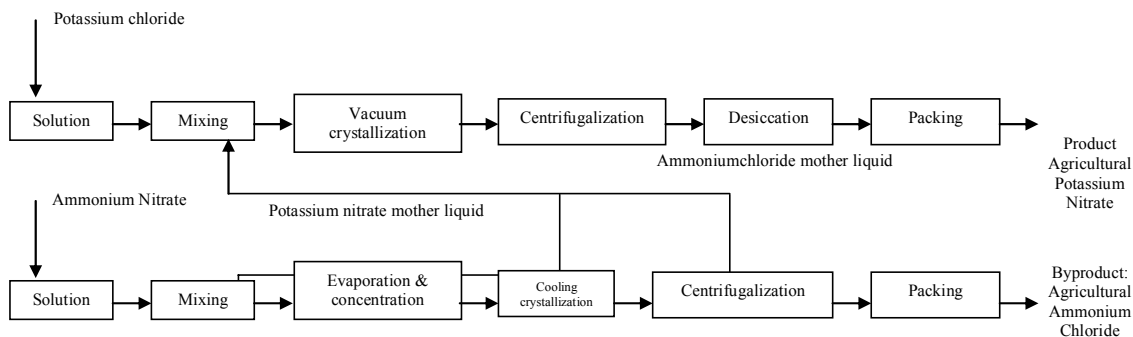 Potassium chloride
Solution
Mixing
Vacuum
crystallization
Centrifugalization
Desiccation
Packing
Ammoniumchloride mother liquid
Product
Agricultural
Potassium
Nitrate
Ammonium Nitrate
Potassium nitrate mother liquid
Solution
Mixing
Evaporation &
concentration
Cooling
crystallization
Centrifugalization
Packing
Byproduct:
Agricultural
Ammonium
Chloride